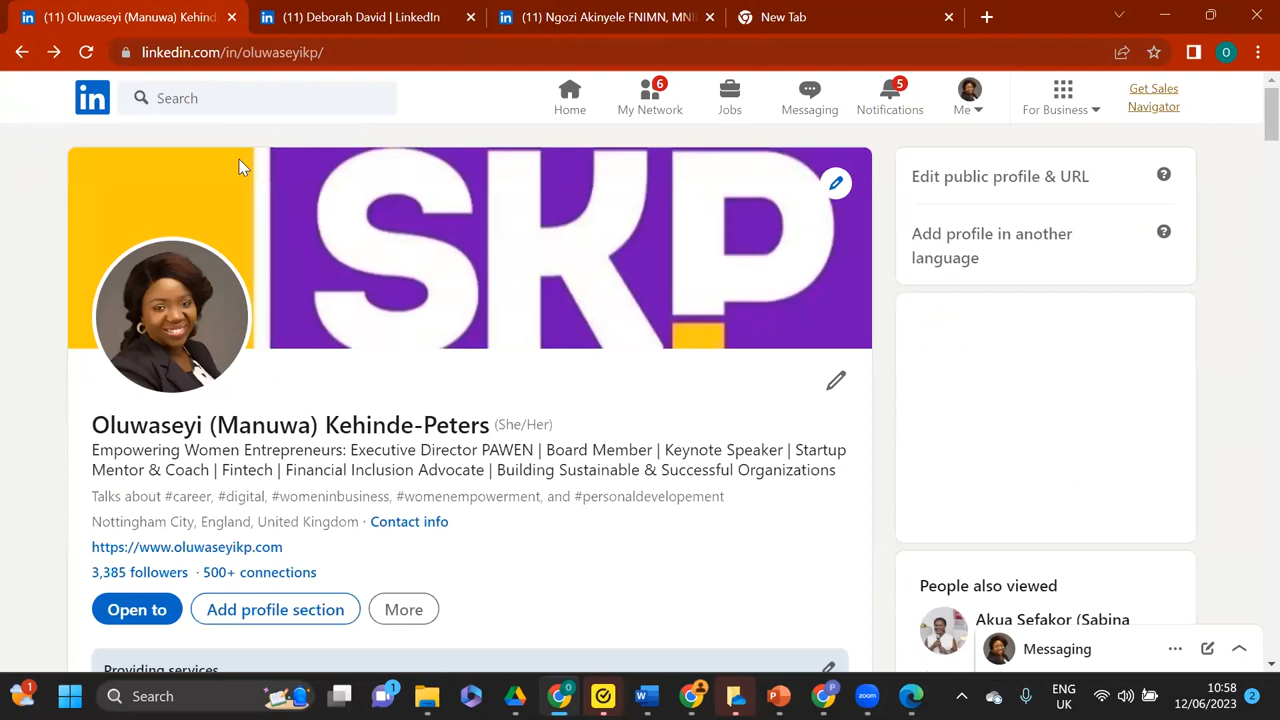 (11) Oluwaseyi (Manuwa) Kehind
(11) Deborah David | LinkedIn
(11) Ngozi Akinyele FNIMN, MNI
New Tab
linkedin.com/in/oluwaseyikp/
O
in
Search
Home
6
My Network
Jobs
Messaging
5
Notifications
Me
For Business
Get Sales
Navigator
SKP
Edit public profile & URL
?
Add profile in another
language
?
Oluwaseyi (Manuwa) Kehinde-Peters (She/Her)
Empowering Women Entrepreneurs: Executive Director PAWEN | Board Member | Keynote Speaker | Startup
Mentor & Coach | Fintech | Financial Inclusion Advocate | Building Sustainable & Successful Organizations
Talks about #career, #digital, #womeninbusiness, #womenempowerment, and #personaldevelopement
Nottingham City, England, United Kingdom · Contact info
https://www.oluwaseyikp.com
3,385 followers · 500+ connections
Open to
Add profile section
More
Providing services
People also viewed
Akua Sefakor (Sabina
Messaging
1
Search
1
W
P
zoom
ENG
UK
10:58
12/06/2023
2